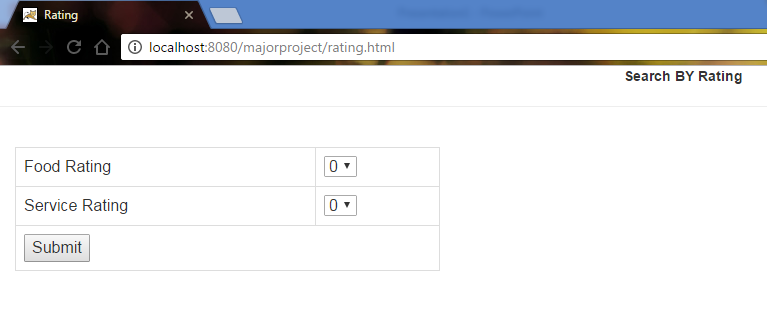 Rating
localhost:8080/majorproject/rating.html
Search BY Rating
Food Rating 0
Service Rating 0
Submit